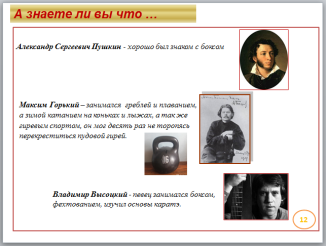 А знаете ли вы что ...
Александр Сергеевич Пушкин - хорошо был знаком с боксом
Максим Горький – занимался греблей и плаванием,
а зимой катанием на коньках и лыжах, а так же
гиревым спортом, он мог десять раз не торопясь
перекреститься пудовой гирей.
Владимир Высоцкий - певец занимался боксом,
фехтованием, изучил основы каратэ.
12